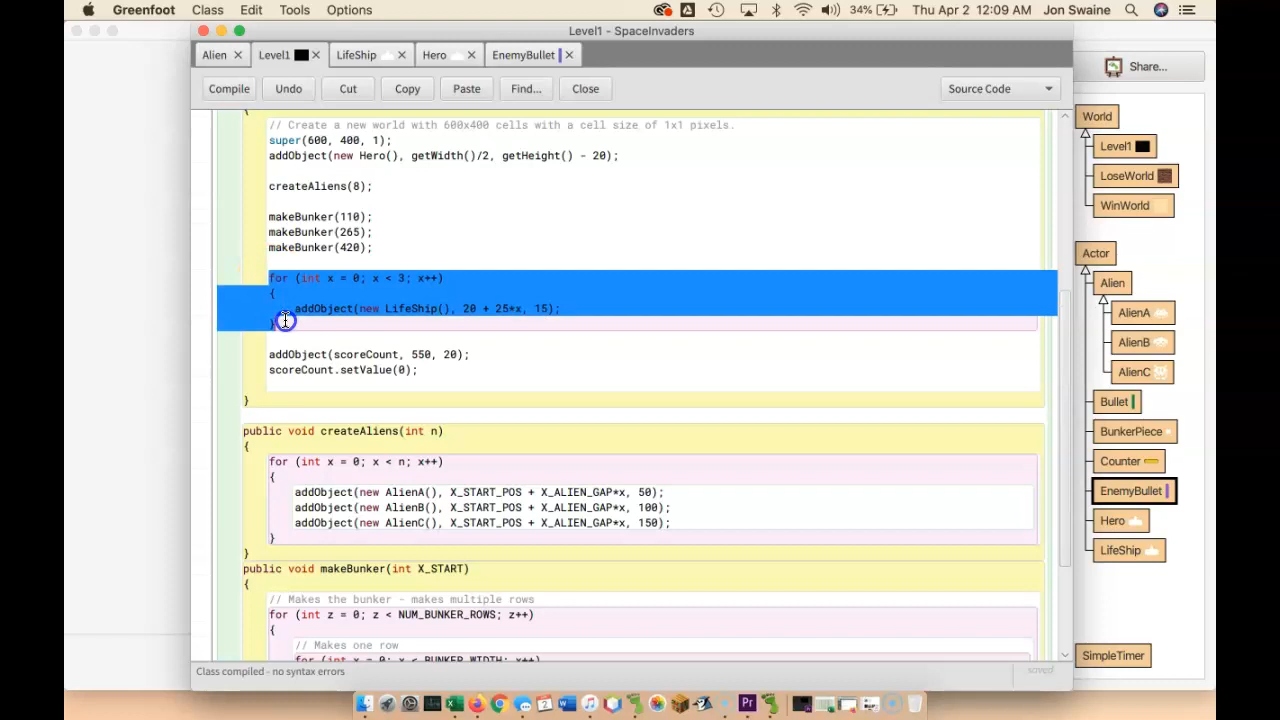 Greenfoot Class Edit Tools Options 34% Thu Apr 2 12:09 AM Jon Swaine
Level1 - SpaceInvaders
Alien Level1 LifeShip Hero EnemyBullet
Share...
Compile Undo Cut Copy Paste Find... Close Source Code
{
// Create a new world with 600x400 cells with a cell size of 1x1 pixels.
super(600, 400, 1);
addObject(new Hero(), getWidth()/2, getHeight() - 20);
createAliens(8);
makeBunker(110);
makeBunker(265);
makeBunker(420);
for (int x = 0; x < 3; x++)
{
addObject(new LifeShip(), 20 + 25*x, 15);
}
addObject(scoreCount, 550, 20);
scoreCount.setValue(0);
}
public void createAliens(int n)
{
for (int x = 0; x < n; x++)
{
addObject(new AlienA(), X_START_POS + X_ALIEN_GAP*x, 50);
addObject(new AlienB(), X_START_POS + X_ALIEN_GAP*x, 100);
addObject(new AlienC(), X_START_POS + X_ALIEN_GAP*x, 150);
}
}
public void makeBunker(int X_START)
{
// Makes the bunker - makes multiple rows
for (int z = 0; z < NUM_BUNKER_ROWS; z++)
{
// Makes one row
for (int x = 0; x < BUNKER_WIDTH; x++)
Class compiled - no syntax errors
saved
World
Level1
LoseWorld
WinWorld
Actor
Alien
AlienA
AlienB
AlienC
Bullet
BunkerPiece
Counter
EnemyBullet
Hero
LifeShip
SimpleTimer